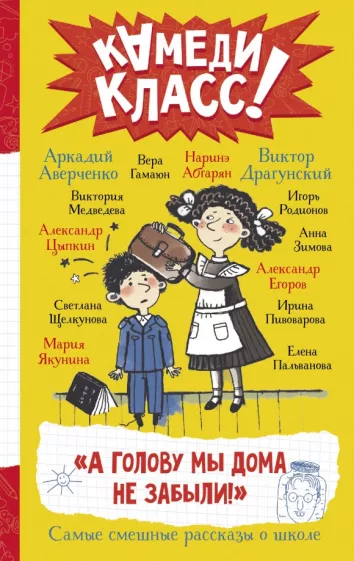 КАМЕДИ
КЛАСС!
Аркадий
Аверченко
Вера
Гамаюн
Наринэ
Абгарян
Виктор
Драгунский
Виктория
Медведева
Игорь
Родионов
Александр
Цыпкин
Анна
Зимова
Александр
Егоров
Светлана
Щелкунова
Ирина
Пивоварова
Мария
Якунина
Елена
Пальванова
«А ГОЛОВУ МЫ ДОМА
НЕ ЗАБЫЛИ!»
Самые смешные рассказы о школе